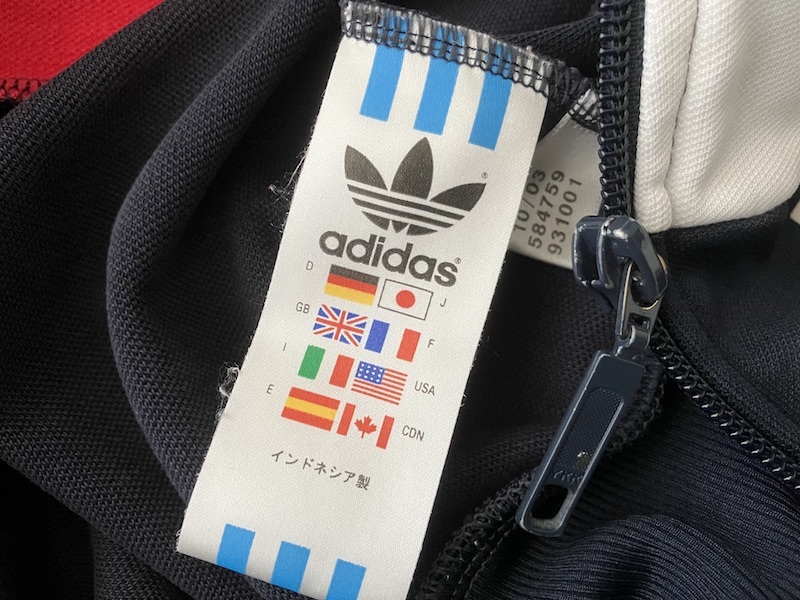 adidas®
D J
GB F
I USA
E CDN
インドネシア製
10/03
584759
931001